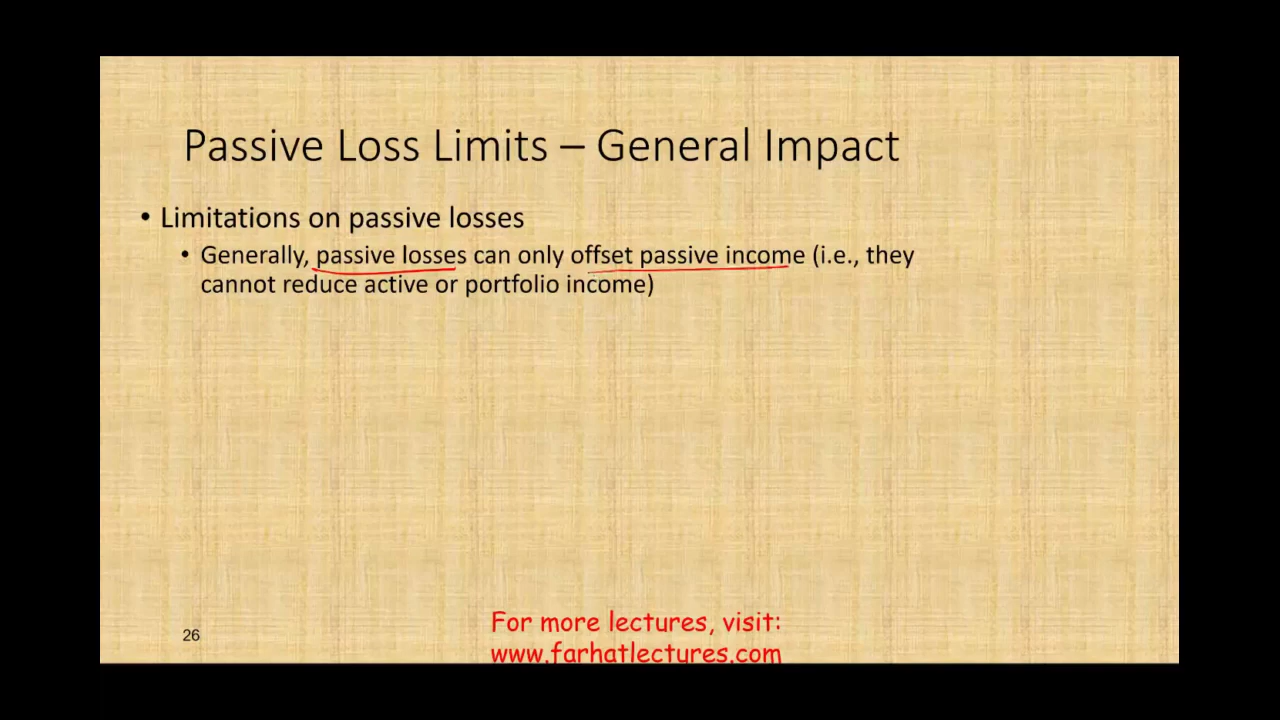 Passive Loss Limits – General Impact
• Limitations on passive losses
• Generally, passive losses can only offset passive income (i.e., they
cannot reduce active or portfolio income)
26
For more lectures, visit:
www.farhatlectures.com